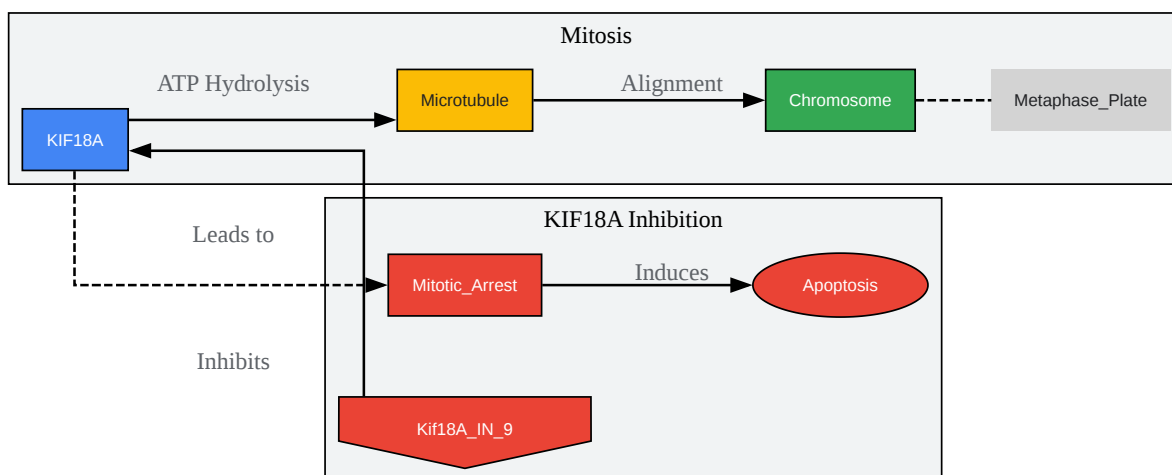 Mitosis
ATP Hydrolysis
Alignment
Microtubule
Chromosome
Metaphase_Plate
KIF18A
KIF18A Inhibition
Leads to
Induces
Mitotic_Arrest
Apoptosis
Inhibits
Kif18A_IN_9